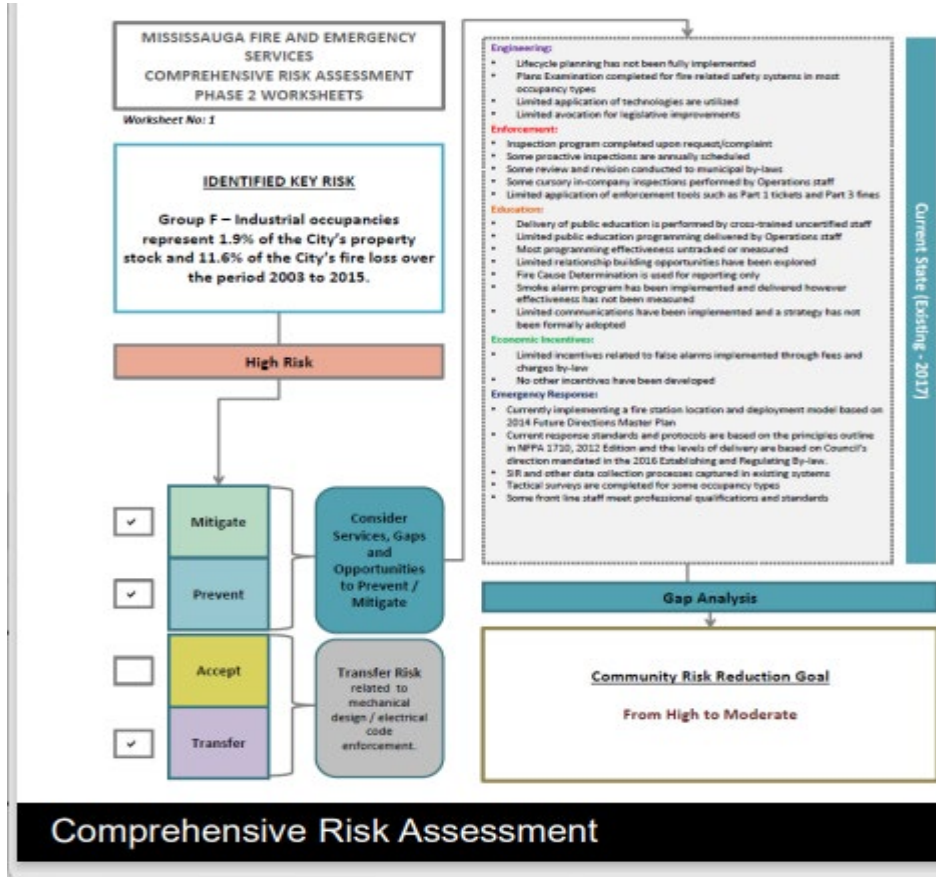 MISSISSAUGA FIRE AND EMERGENCY
SERVICES
COMPREHENSIVE RISK ASSESSMENT
PHASE 2 WORKSHEETS
Worksheet No: 1
IDENTIFIED KEY RISK
Group F – Industrial occupancies
represent 1.9% of the City's property
stock and 11.6% of the City's fire loss over
the period 2003 to 2015.
High Risk
✓
Mitigate
✓
Prevent
Accept
✓
Transfer
Consider
Services, Gaps
and
Opportunities
to Prevent /
Mitigate
Transfer Risk
related to
mechanical
design / electrical
code
enforcement.
Engineering:
• Lifecycle planning has not been fully implemented
• Plans Examination completed for fire related safety systems in most
occupancy types
• Limited application of technologies are utilized
• Limited avocation for legislative improvements
Enforcement:
• Inspection program completed upon request/complaint
• Some proactive inspections are annually scheduled
• Some review and revision conducted to municipal by-laws
• Some cursory in-company inspections performed by Operations staff
• Limited application of enforcement tools such as Part 1 tickets and Part 3 fines
Education:
• Delivery of public education is performed by cross-trained uncertified staff
• Limited public education programming delivered by Operations staff
• Most programming effectiveness untracked or measured
• Limited relationship building opportunities have been explored
• Fire Cause Determination is used for reporting only
• Smoke alarm program has been implemented and delivered however
effectiveness has not been measured
• Limited communications have been implemented and a strategy has not
been formally adopted
Economic Incentives:
• Limited incentives related to false alarms implemented through fees and
charges by-law
• No other incentives have been developed
Emergency Response:
• Currently implementing a fire station location and deployment model based on
2014 Future Directions Master Plan
• Current response standards and protocols are based on the principles outline
in NFPA 1710, 2012 Edition and the levels of delivery are based on Council's
direction mandated in the 2016 Establishing and Regulating By-law.
• SIR and other data collection processes captured in existing systems
• Tactical surveys are completed for some occupancy types
• Some front line staff meet professional qualifications and standards
Current State (Existing - 2017)
Gap Analysis
Community Risk Reduction Goal
From High to Moderate
Comprehensive Risk Assessment